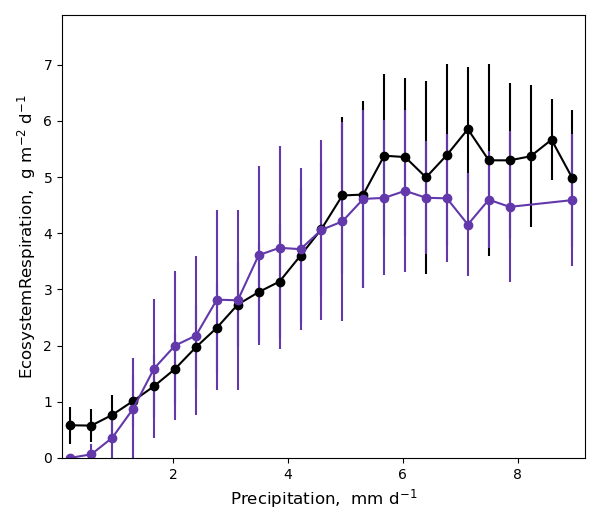 EcosystemRespiration, g m⁻² d⁻¹
7
6
5
4
3
2
1
0
2 4 6 8
Precipitation, mm d⁻¹